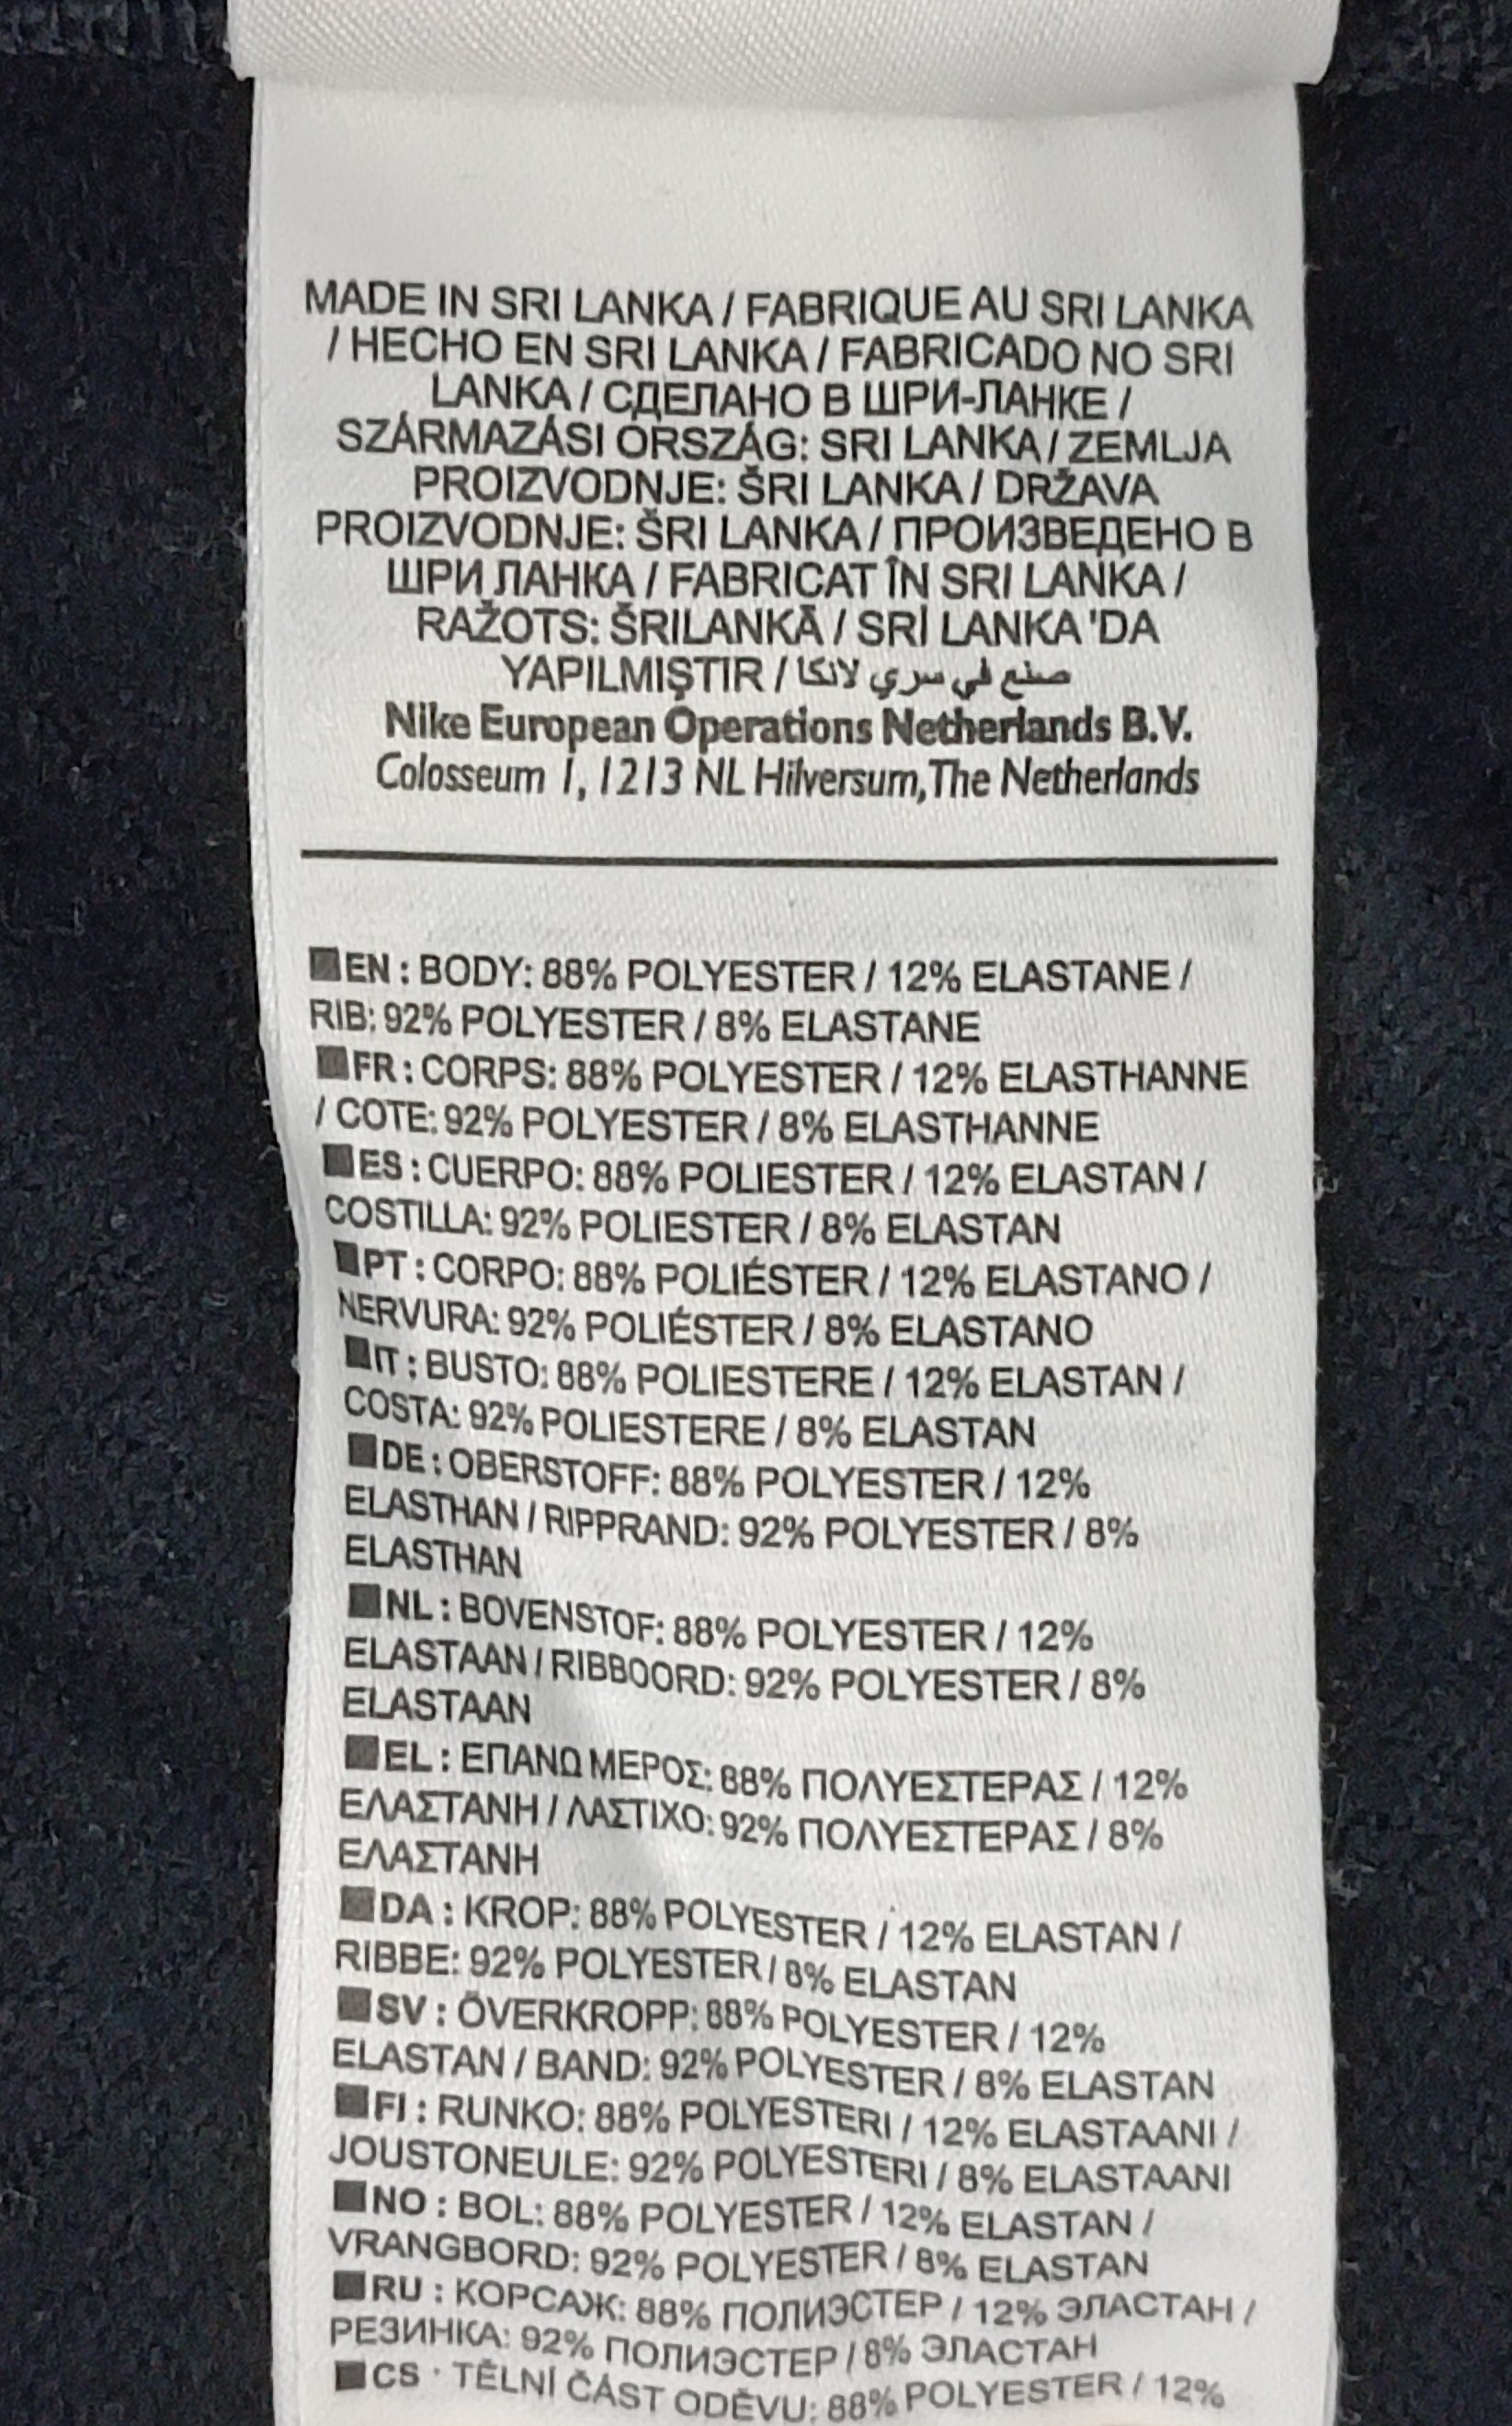 MADE IN SRI LANKA / FABRIQUE AU SRI LANKA
/ HECHO EN SRI LANKA / FABRICADO NO SRI
LANKA / СДЕЛАНО В ШРИ-ЛАНКЕ /
SZÁRMAZÁSI ORSZÁG: SRI LANKA / ZEMLJA
PROIZVODNJE: ŠRI LANKA / DRŽAVA
PROIZVODNJE: ŠRI LANKA / ПРОИЗВЕДЕНО В
ШРИ ЛАНКА / FABRICAT ÎN SRI LANKA /
RAŽOTS: ŠRILANKĀ / SRİ LANKA 'DA
YAPILMIŞTIR / صنع في سري لانكا
Nike European Operations Netherlands B.V.
Colosseum 1, 1213 NL Hilversum, The Netherlands
■EN : BODY: 88% POLYESTER / 12% ELASTANE /
RIB: 92% POLYESTER / 8% ELASTANE
■FR : CORPS: 88% POLYESTER / 12% ELASTHANNE
/ COTE: 92% POLYESTER / 8% ELASTHANNE
■ES : CUERPO: 88% POLIESTER / 12% ELASTAN /
COSTILLA: 92% POLIESTER / 8% ELASTAN
■PT : CORPO: 88% POLIÉSTER / 12% ELASTANO /
NERVURA: 92% POLIÉSTER / 8% ELASTANO
■IT : BUSTO: 88% POLIESTERE / 12% ELASTAN /
COSTA: 92% POLIESTERE / 8% ELASTAN
■DE : OBERSTOFF: 88% POLYESTER / 12%
ELASTHAN / RIPPRAND: 92% POLYESTER / 8%
ELASTHAN
■NL : BOVENSTOF: 88% POLYESTER / 12%
ELASTAAN / RIBBOORD: 92% POLYESTER / 8%
ELASTAAN
■EL : ΕΠΑΝΩ ΜΕΡΟΣ: 88% ΠΟΛΥΕΣΤΕΡΑΣ / 12%
ΕΛΑΣΤΑΝΗ / ΛΑΣΤΙΧΟ: 92% ΠΟΛΥΕΣΤΕΡΑΣ / 8%
ΕΛΑΣΤΑΝΗ
■DA : KROP: 88% POLYESTER / 12% ELASTAN /
RIBBE: 92% POLYESTER / 8% ELASTAN
■SV : ÖVERKROPP: 88% POLYESTER / 12%
ELASTAN / BAND: 92% POLYESTER / 8% ELASTAN
■FI : RUNKO: 88% POLYESTERI / 12% ELASTAANI /
JOUSTONEULE: 92% POLYESTERI / 8% ELASTAANI
■NO : BOL: 88% POLYESTER / 12% ELASTAN /
VRANGBORD: 92% POLYESTER / 8% ELASTAN
■RU : КОРСАЖ: 88% ПОЛИЭСТЕР / 12% ЭЛАСТАН /
РЕЗИНКА: 92% ПОЛИЭСТЕР / 8% ЭЛАСТАН
■CS : TĚLNÍ ČÁST ODĚVU: 88% POLYESTER / 12%